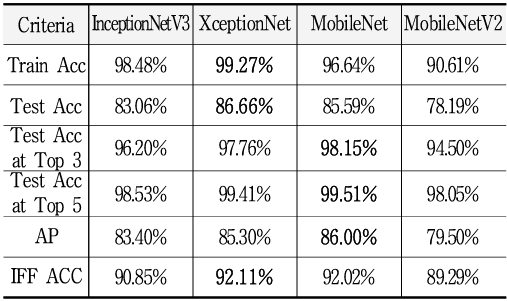 Criteria InceptionNetV3 XceptionNet MobileNet MobileNetV2
Train Acc 98.48% 99.27% 96.64% 90.61%
Test Acc 83.06% 86.66% 85.59% 78.19%
Test Acc
at Top 3 96.20% 97.76% 98.15% 94.50%
Test Acc
at Top 5 98.53% 99.41% 99.51% 98.05%
AP 83.40% 85.30% 86.00% 79.50%
IFF ACC 90.85% 92.11% 92.02% 89.29%